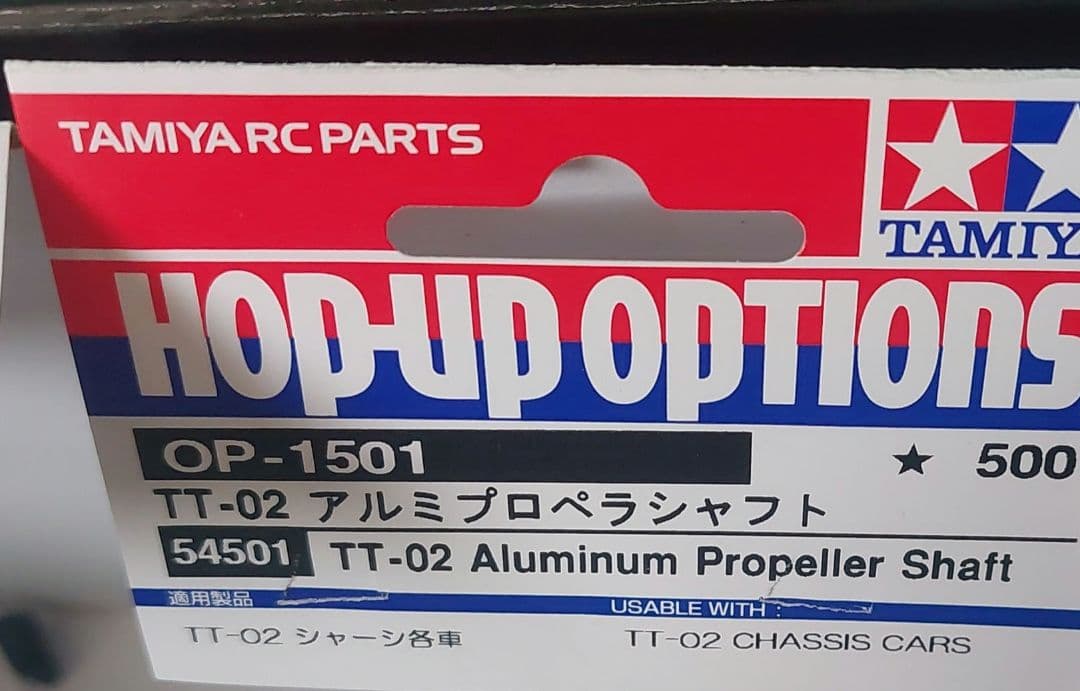 TAMIYA RC PARTS
TAMIY
HOP-UP OPTIONS
OP-1501
★ 500
TT-02 アルミプロペラシャフト
54501 TT-02 Aluminum Propeller Shaft
適用製品
USABLE WITH :
TT-02 シャーシ各車
TT-02 CHASSIS CARS